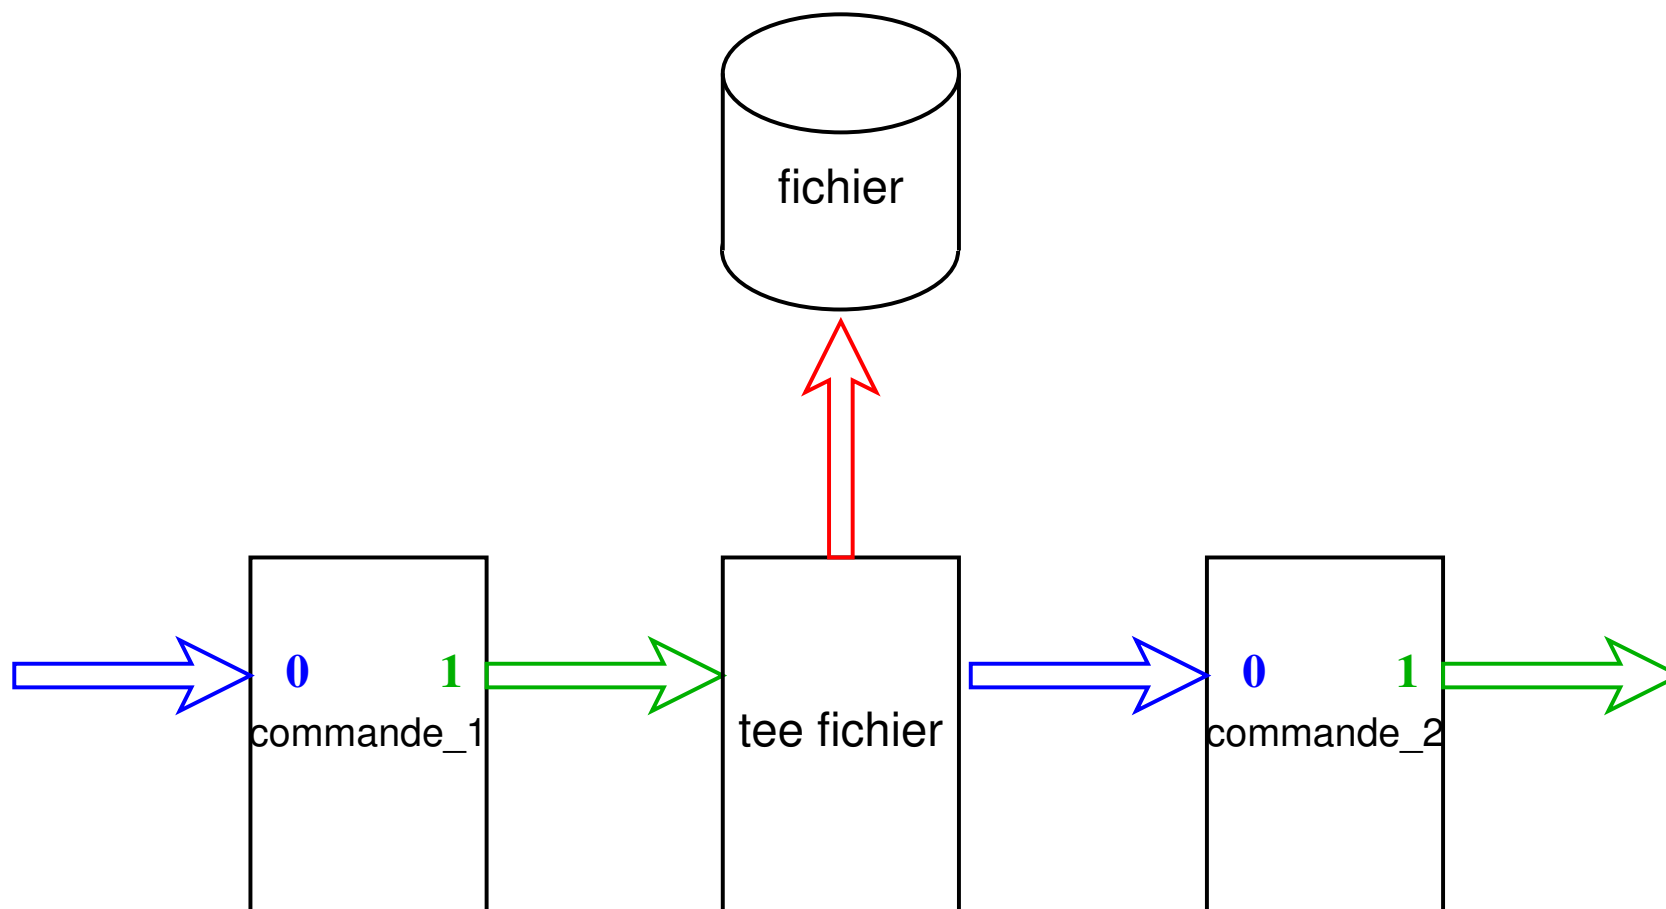 fichier
0 1
commande_1
tee fichier
0 1
commande_2